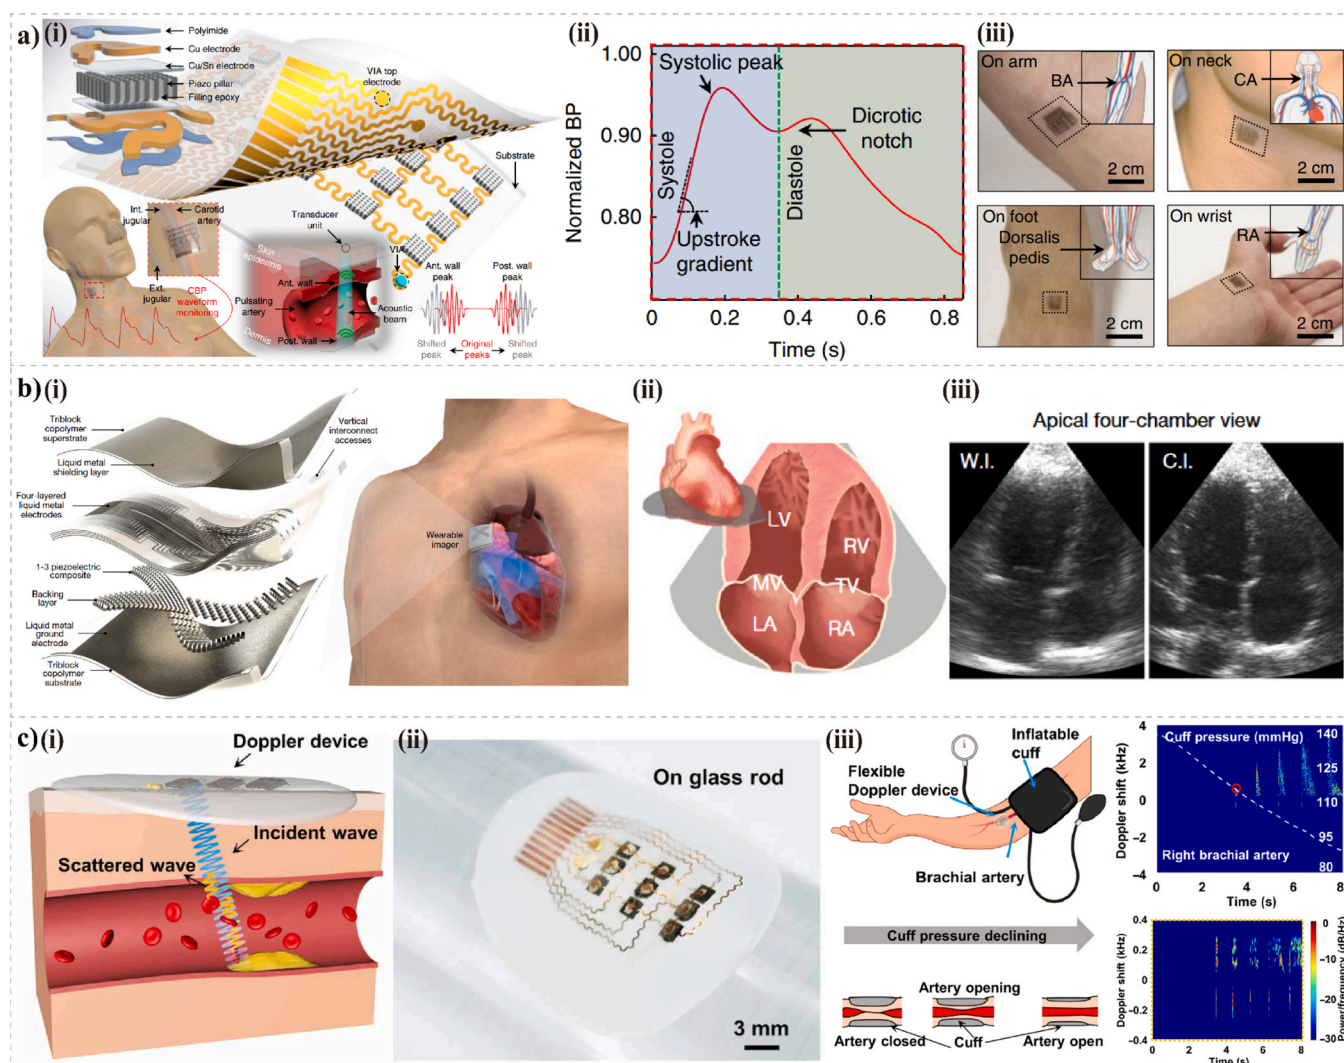 a)
(i)
Polyimide
Cu electrode
Cu/Sn electrode
Piezo pillar
Filling epoxy
VIA top
electrode
Substrate
Int.
jugular
Carotid
artery
Ext.
jugular
CBP
waveform
monitoring
Transducer
unit
Skin
epidermis
Ant. wall
Pulsating
artery
Acoustic
beam
Dermis
Post. wall
VIA
Ant. wall
peak
Post. wall
peak
Shifted
peak
Original
peaks
Shifted
peak
(ii)
Normalized BP
1.00
0.90
0.80
Systolic peak
Systole
Upstroke
gradient
Diastole
Dicrotic
notch
0
0.2
0.4
0.6
0.8
Time (s)
(iii)
On arm
BA
2 cm
On neck
CA
2 cm
On foot
Dorsalis
pedis
2 cm
On wrist
RA
2 cm
b)
(i)
Triblock
copolymer
superstrate
Vertical
interconnect
accesses
Liquid metal
shielding layer
Four-layered
liquid metal
electrodes
1-3 piezoelectric
composite
Backing
layer
Liquid metal
ground
electrode
Triblock
copolymer
substrate
Wearable
imager
(ii)
LV
RV
MV
TV
LA
RA
(iii)
Apical four-chamber view
W.I.
C.I.
c)
(i)
Doppler device
Incident wave
Scattered wave
(ii)
On glass rod
3 mm
(iii)
Inflatable
cuff
Flexible
Doppler device
Brachial artery
Cuff pressure declining
Artery opening
Artery closed
Cuff
Artery open
Doppler shift (kHz)
4
2
0
−2
−4
Cuff pressure (mmHg)
140
125
110
95
80
Right brachial artery
0
2
4
6
8
Time (s)
Doppler shift (kHz)
0.4
0.2
0
−0.2
−0.4
0
2
4
6
8
Time (s)
0
−10
−20
−30
Power/frequency (dB/Hz)